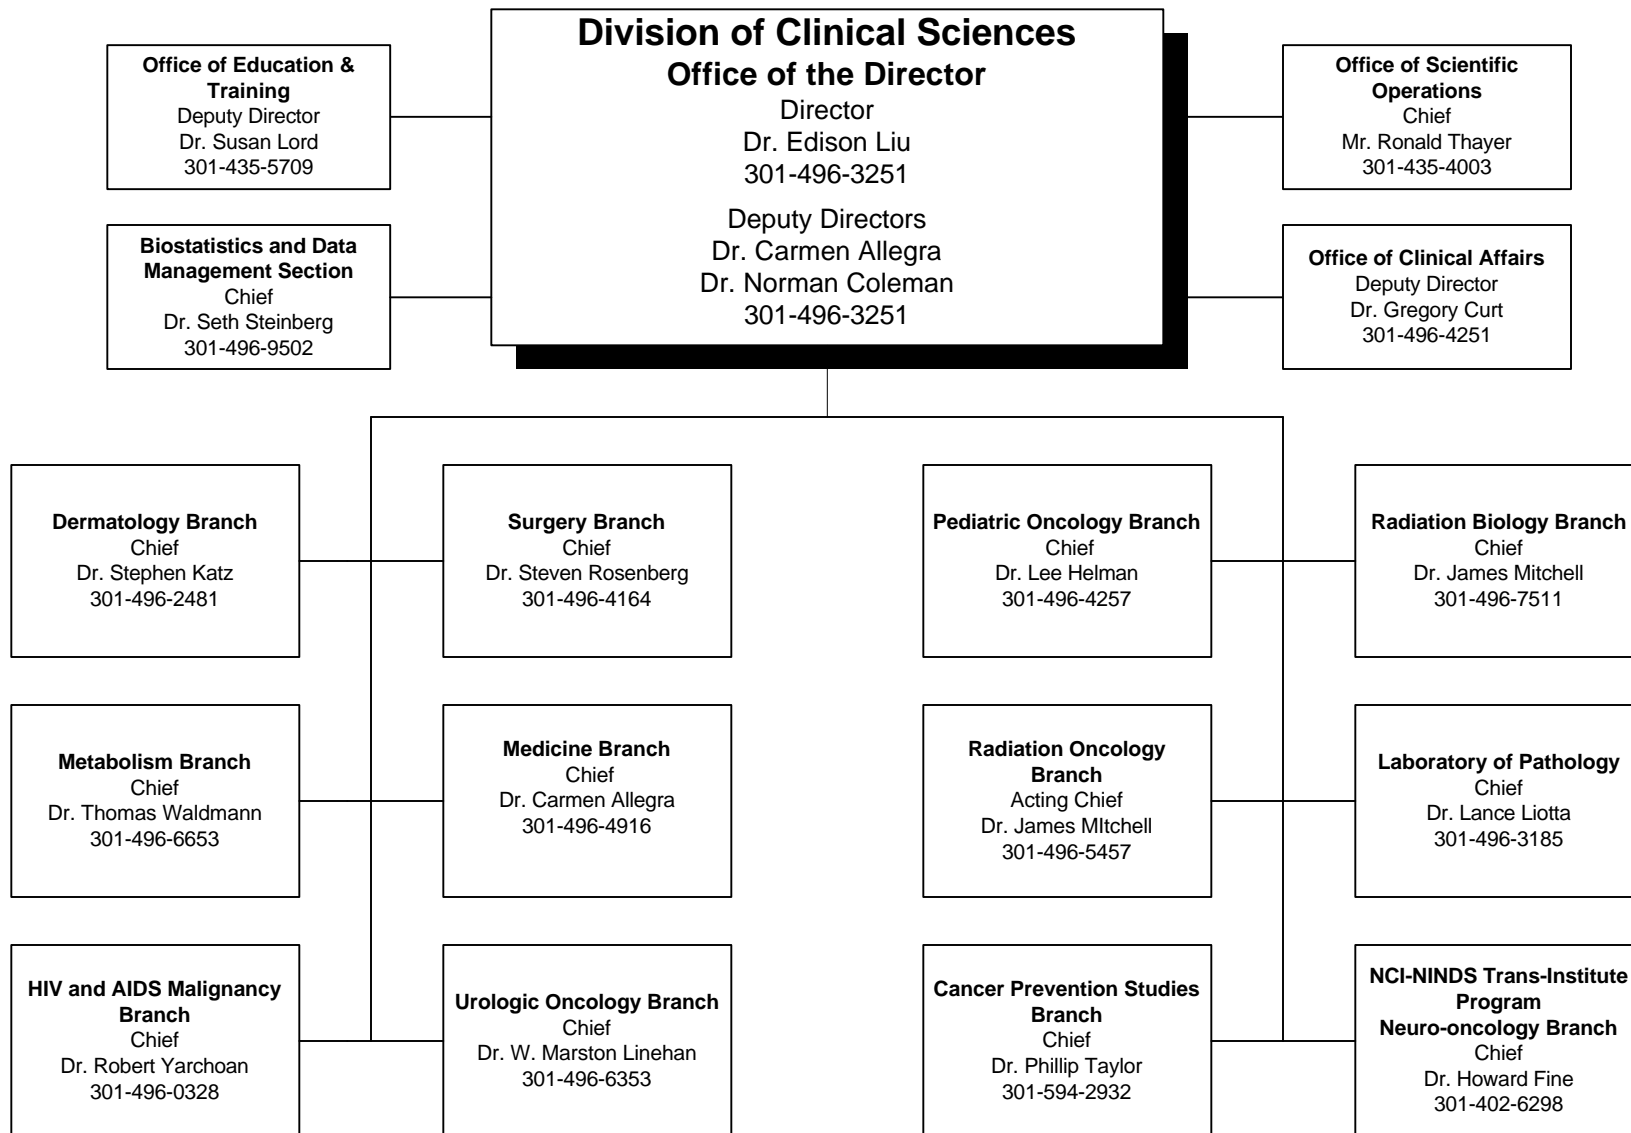 Division of Clinical Sciences
Office of the Director
Director
Dr. Edison Liu
301-496-3251
Deputy Directors
Dr. Carmen Allegra
Dr. Norman Coleman
301-496-3251
Office of Education &
Training
Deputy Director
Dr. Susan Lord
301-435-5709
Office of Scientific
Operations
Chief
Mr. Ronald Thayer
301-435-4003
Biostatistics and Data
Management Section
Chief
Dr. Seth Steinberg
301-496-9502
Office of Clinical Affairs
Deputy Director
Dr. Gregory Curt
301-496-4251
Dermatology Branch
Chief
Dr. Stephen Katz
301-496-2481
Surgery Branch
Chief
Dr. Steven Rosenberg
301-496-4164
Pediatric Oncology Branch
Chief
Dr. Lee Helman
301-496-4257
Radiation Biology Branch
Chief
Dr. James Mitchell
301-496-7511
Metabolism Branch
Chief
Dr. Thomas Waldmann
301-496-6653
Medicine Branch
Chief
Dr. Carmen Allegra
301-496-4916
Radiation Oncology
Branch
Acting Chief
Dr. James MItchell
301-496-5457
Laboratory of Pathology
Chief
Dr. Lance Liotta
301-496-3185
HIV and AIDS Malignancy
Branch
Chief
Dr. Robert Yarchoan
301-496-0328
Urologic Oncology Branch
Chief
Dr. W. Marston Linehan
301-496-6353
Cancer Prevention Studies
Branch
Chief
Dr. Phillip Taylor
301-594-2932
NCI-NINDS Trans-Institute
Program
Neuro-oncology Branch
Chief
Dr. Howard Fine
301-402-6298